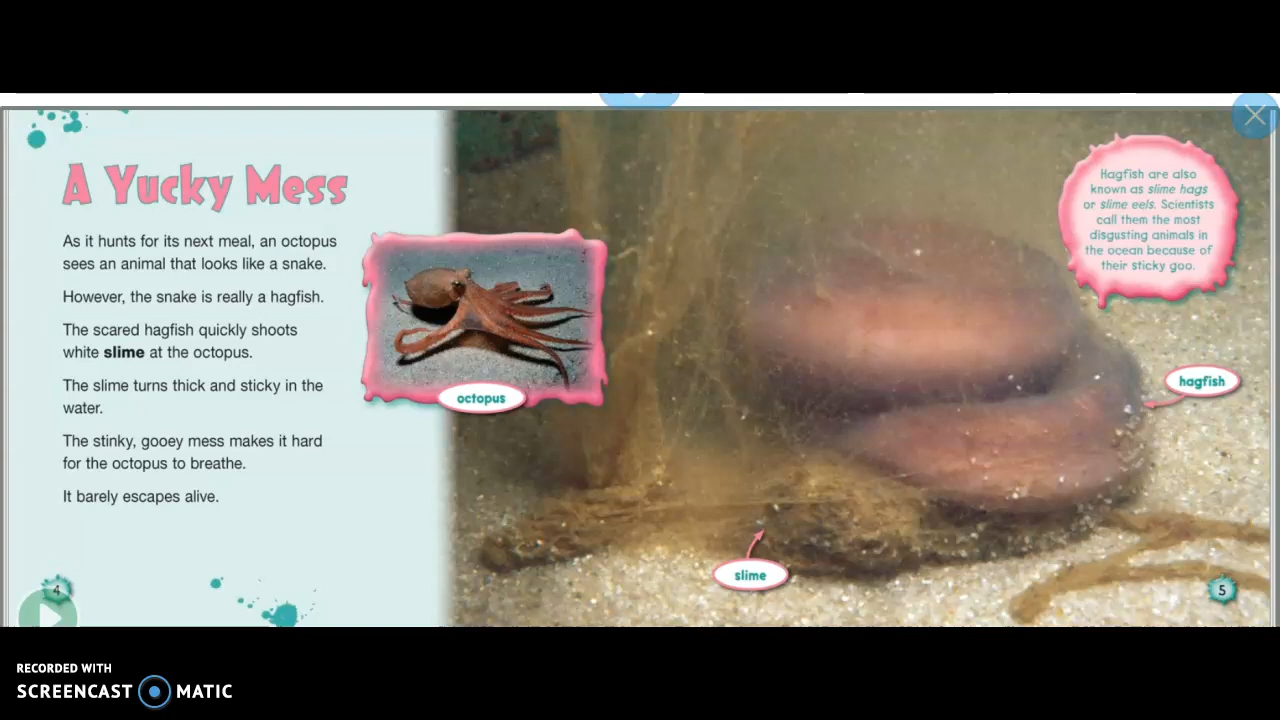 A Yucky Mess
As it hunts for its next meal, an octopus
sees an animal that looks like a snake.
However, the snake is really a hagfish.
The scared hagfish quickly shoots
white slime at the octopus.
The slime turns thick and sticky in the
water.
The stinky, gooey mess makes it hard
for the octopus to breathe.
It barely escapes alive.
4
octopus
Hagfish are also
known as slime hags
or slime eels. Scientists
call them the most
disgusting animals in
the ocean because of
their sticky goo.
hagfish
slime
5
RECORDED WITH
SCREENCAST MATIC